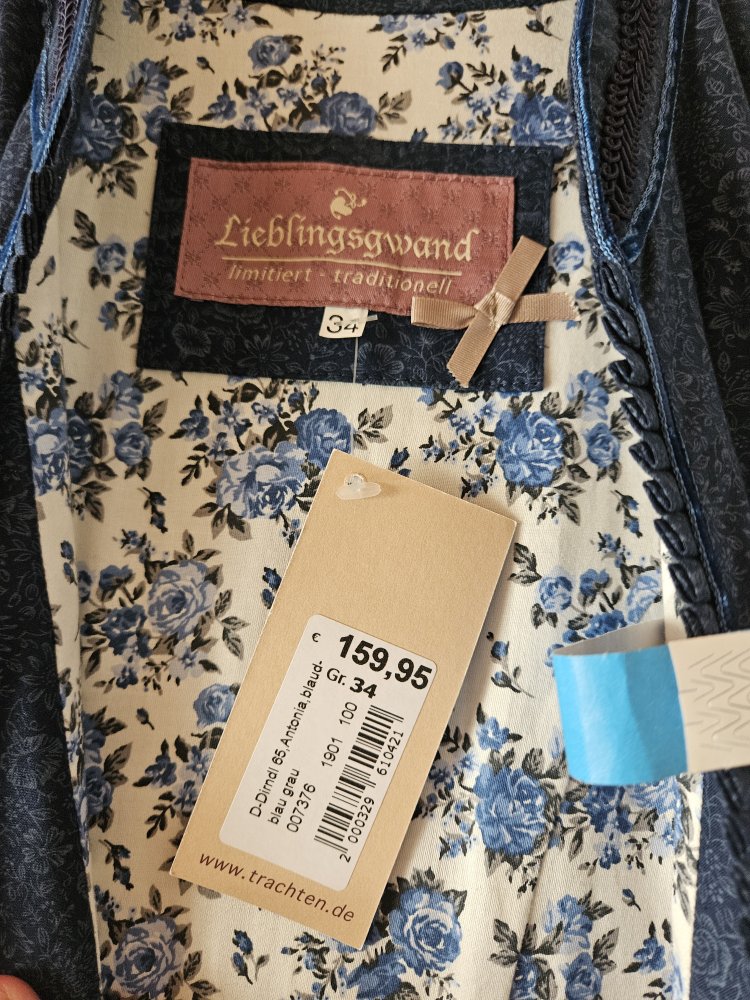 Lieblingsgwand
limitiert - traditionell
34
€ 159,95
Gr. 34
D-Dirndl 65,Antonia,blaud-
blau grau
007376 1901 100
2 000329 610421
www.trachten.de